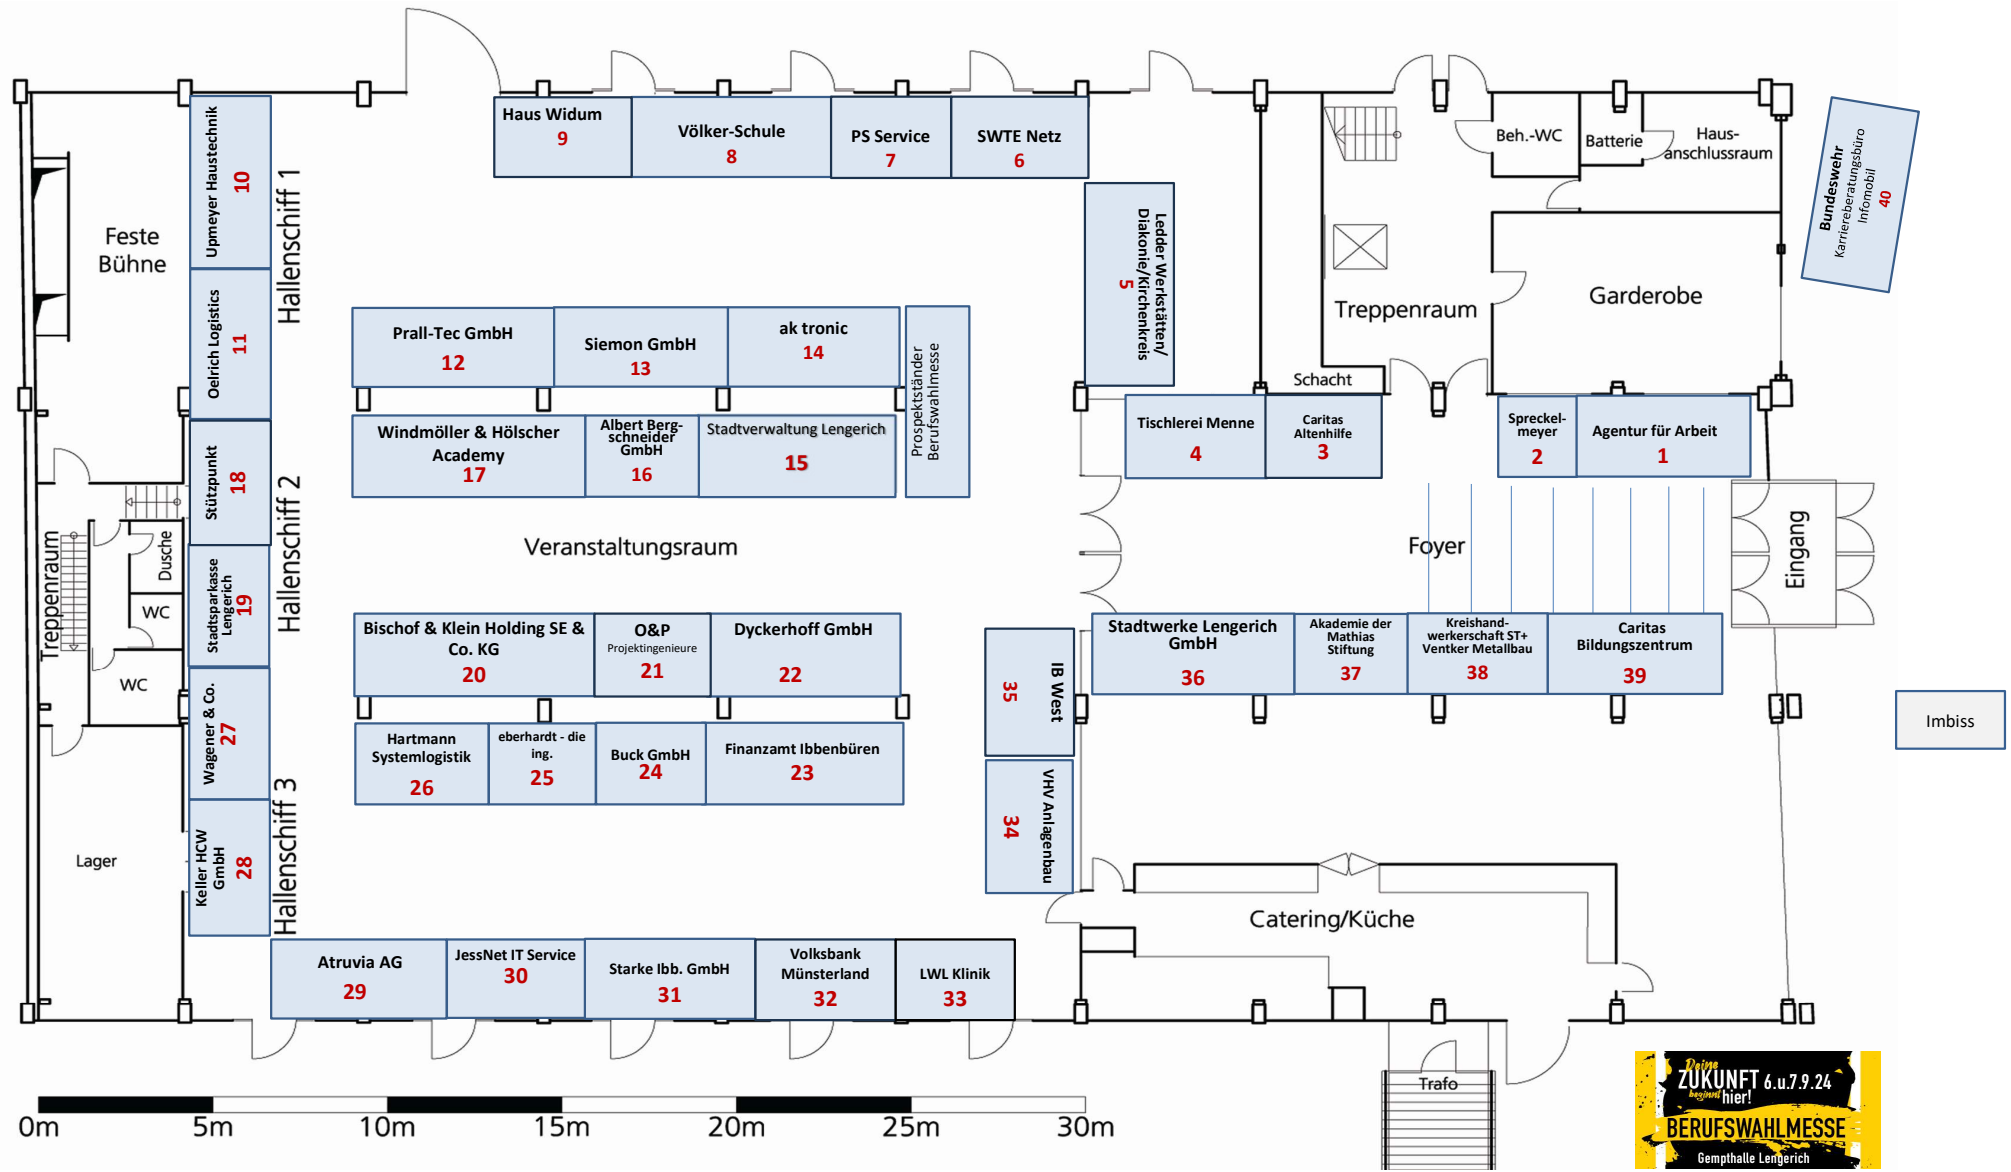 Haus Widum
9
Völker-Schule
8
PS Service
7
SWTE Netz
6
Upmeyer Haustechnik
10
Oelrich Logistics
11
Stützpunkt
18
Stadtsparkasse
Lengerich
19
Wagener & Co.
27
Keller HCW
GmbH
28
Hallenschiff 1
Hallenschiff 2
Hallenschiff 3
Feste
Bühne
Treppenraum
Dusche
WC
WC
Lager
Prall-Tec GmbH
12
Siemon GmbH
13
ak tronic
14
Windmöller & Hölscher
Academy
17
Albert Berg-
schneider
GmbH
16
Stadtverwaltung Lengerich
15
Prospektständer
Berufswahlmesse
Ledder Werkstätten/
Diakonie/Kirchenkreis
5
Tischlerei Menne
4
Caritas
Altenhilfe
3
Spreckel-
meyer
2
Agentur für Arbeit
1
Beh.-WC
Batterie
Haus-
anschlussraum
Treppenraum
Garderobe
Schacht
Bundeswehr
Karriereberatungsbüro
Infomobil
40
Veranstaltungsraum
Foyer
Eingang
Bischof & Klein Holding SE &
Co. KG
20
O&P
Projektingenieure
21
Dyckerhoff GmbH
22
Hartmann
Systemlogistik
26
eberhardt - die
ing.
25
Buck GmbH
24
Finanzamt Ibbenbüren
23
IB West
35
VHV Anlagenbau
34
Stadtwerke Lengerich
GmbH
36
Akademie der
Mathias
Stiftung
37
Kreishand-
werkerschaft ST+
Ventker Metallbau
38
Caritas
Bildungszentrum
39
Imbiss
Catering/Küche
Atruvia AG
29
JessNet IT Service
30
Starke Ibb. GmbH
31
Volksbank
Münsterland
32
LWL Klinik
33
Trafo
0m
5m
10m
15m
20m
25m
30m
Deine
ZUKUNFT 6.u.7.9.24
beginnt hier!
BERUFSWAHLMESSE
Gempthalle Lengerich